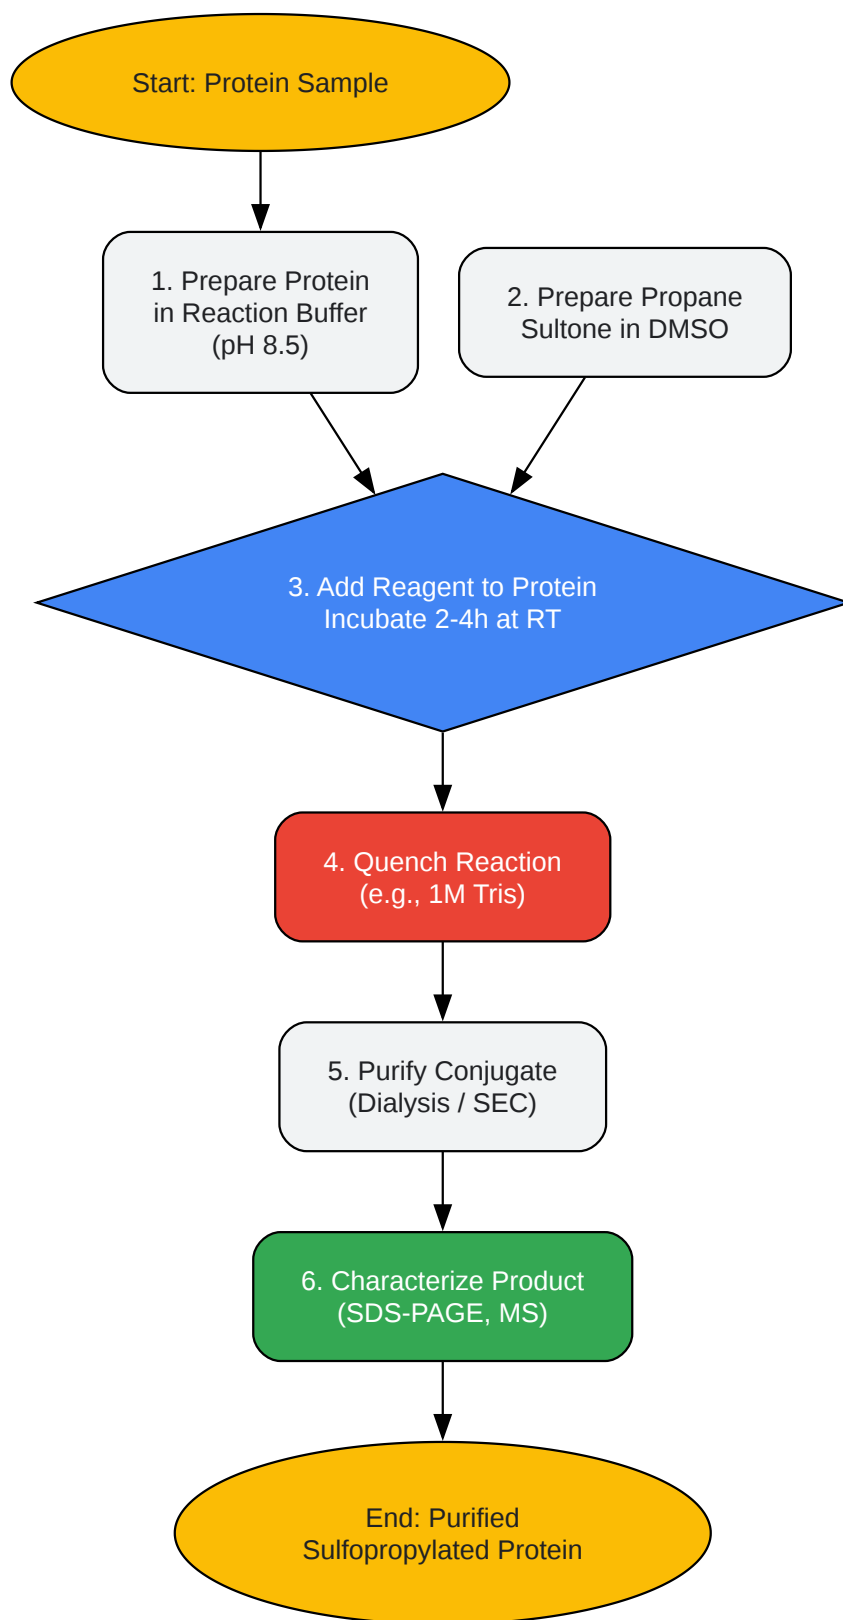 Start: Protein Sample
1. Prepare Protein
in Reaction Buffer
(pH 8.5)
2. Prepare Propane
Sultone in DMSO
3. Add Reagent to Protein
Incubate 2-4h at RT
4. Quench Reaction
(e.g., 1M Tris)
5. Purify Conjugate
(Dialysis / SEC)
6. Characterize Product
(SDS-PAGE, MS)
End: Purified
Sulfopropylated Protein